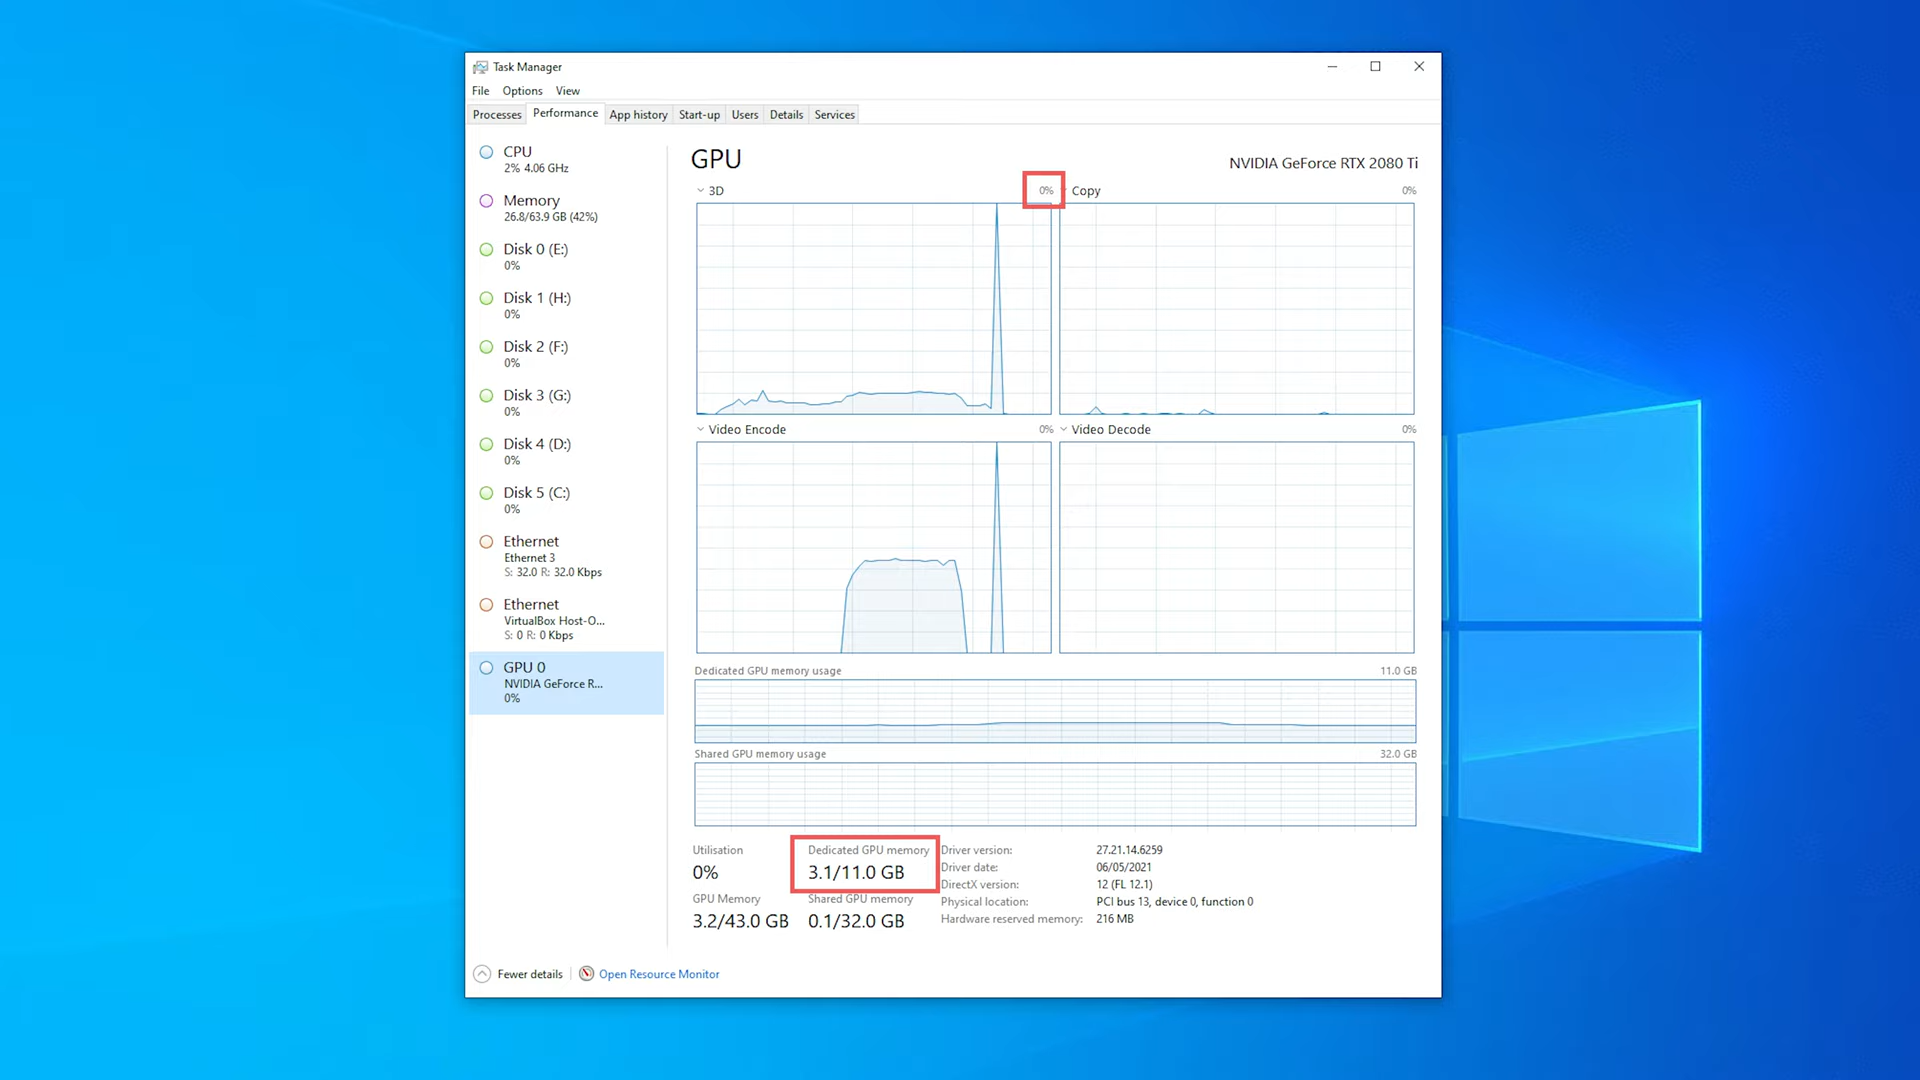 Task Manager
File Options View
Processes Performance App history Start-up Users Details Services
CPU
2% 4.06 GHz
Memory
26.8/63.9 GB (42%)
Disk 0 (E:)
0%
Disk 1 (H:)
0%
Disk 2 (F:)
0%
Disk 3 (G:)
0%
Disk 4 (D:)
0%
Disk 5 (C:)
0%
Ethernet
Ethernet 3
S: 32.0 R: 32.0 Kbps
Ethernet
VirtualBox Host-O...
S: 0 R: 0 Kbps
GPU 0
NVIDIA GeForce R...
0%
GPU NVIDIA GeForce RTX 2080 Ti
3D 0% Copy 0%
Video Encode 0% Video Decode 0%
Dedicated GPU memory usage 11.0 GB
Shared GPU memory usage 32.0 GB
Utilisation
0%
Dedicated GPU memory
3.1/11.0 GB
GPU Memory
3.2/43.0 GB
Shared GPU memory
0.1/32.0 GB
Driver version: 27.21.14.6259
Driver date: 06/05/2021
DirectX version: 12 (FL 12.1)
Physical location: PCI bus 13, device 0, function 0
Hardware reserved memory: 216 MB
Fewer details Open Resource Monitor